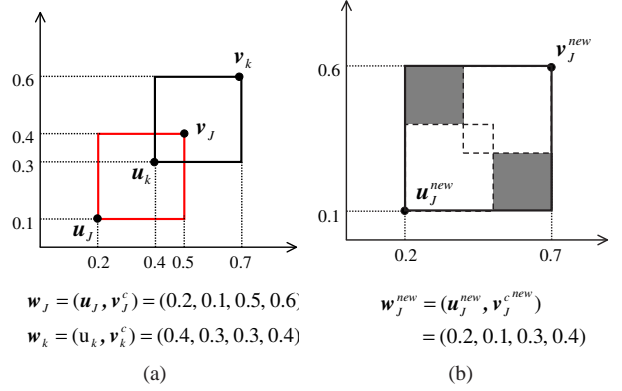 v_k
0.6
v_J
0.4
u_k
0.3
0.1
u_J
0.2 0.4 0.5 0.7
w_J = (u_J, v_J^c) = (0.2, 0.1, 0.5, 0.6)
w_k = (u_k, v_k^c) = (0.4, 0.3, 0.3, 0.4)
(a)
v_J^{new}
0.6
u_J^{new}
0.1
0.2 0.7
w_J^{new} = (u_J^{new}, v_J^{c new})
= (0.2, 0.1, 0.3, 0.4)
(b)